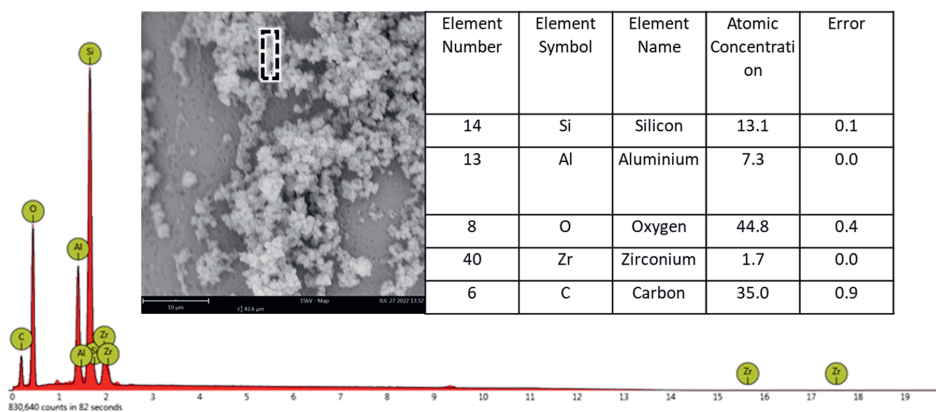 Si
O
Al
C
Al
Si
Zr
Zr
Zr
Zr
10 μm
15kV - Map
JUL 27 2022 13:32
42.6 μm
Element Number Element Symbol Element Name Atomic Concentrati on Error
14 Si Silicon 13.1 0.1
13 Al Aluminium 7.3 0.0
8 O Oxygen 44.8 0.4
40 Zr Zirconium 1.7 0.0
6 C Carbon 35.0 0.9
0 1 2 3 4 5 6 7 8 9 10 11 12 13 14 15 16 17 18 19
830,640 counts in 82 seconds